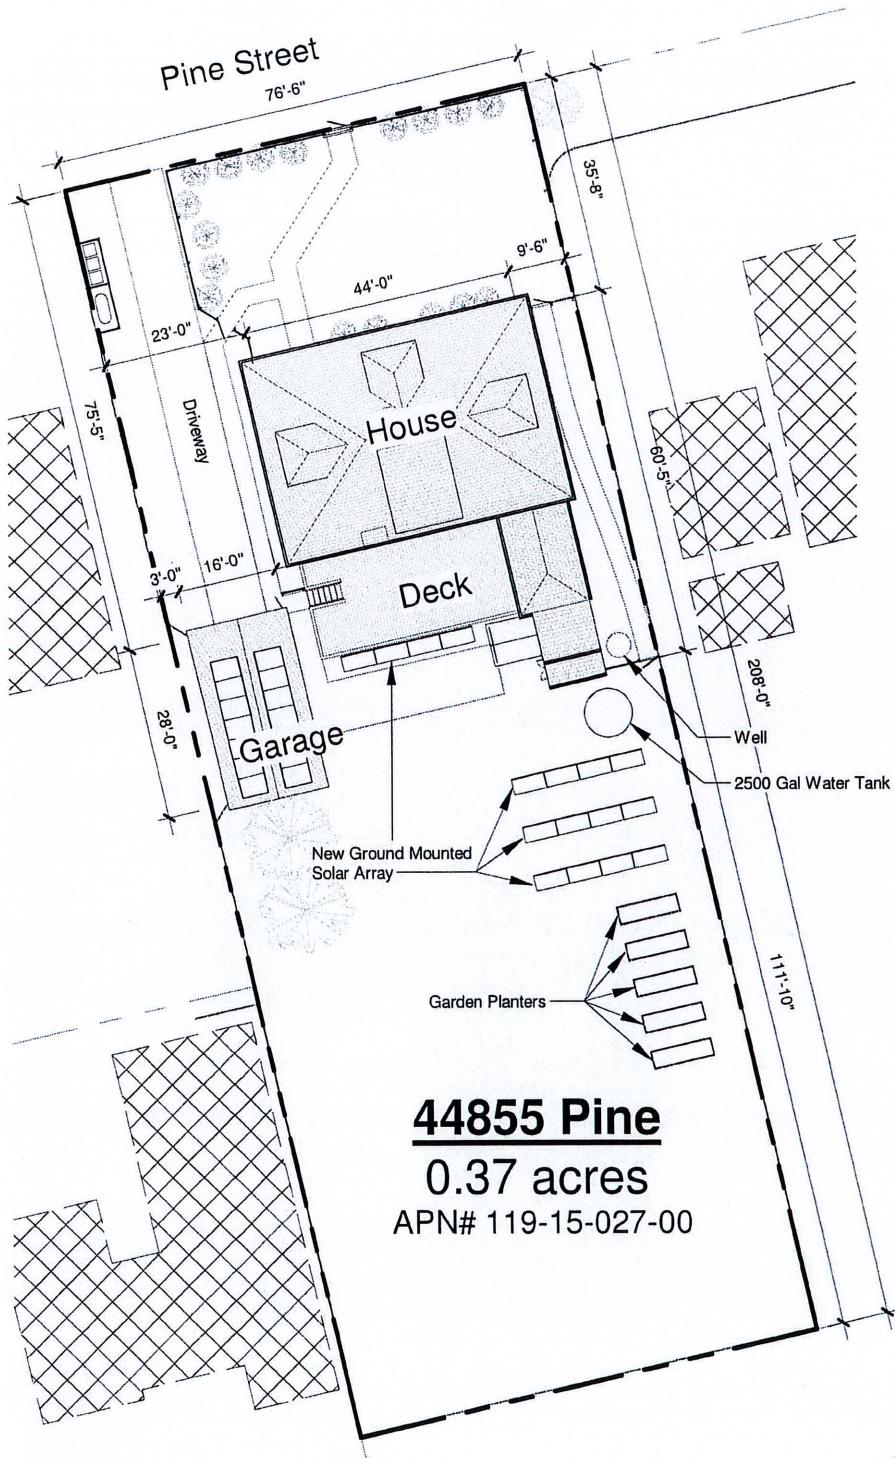 Pine Street
76'-6"
35'-8"
9'-6"
44'-0"
23'-0"
75'-5"
Driveway
House
60'-5"
3'-0"
16'-0"
Deck
208'-0"
28'-0"
Garage
Well
2500 Gal Water Tank
New Ground Mounted
Solar Array
111'-10"
Garden Planters
44855 Pine
0.37 acres
APN# 119-15-027-00